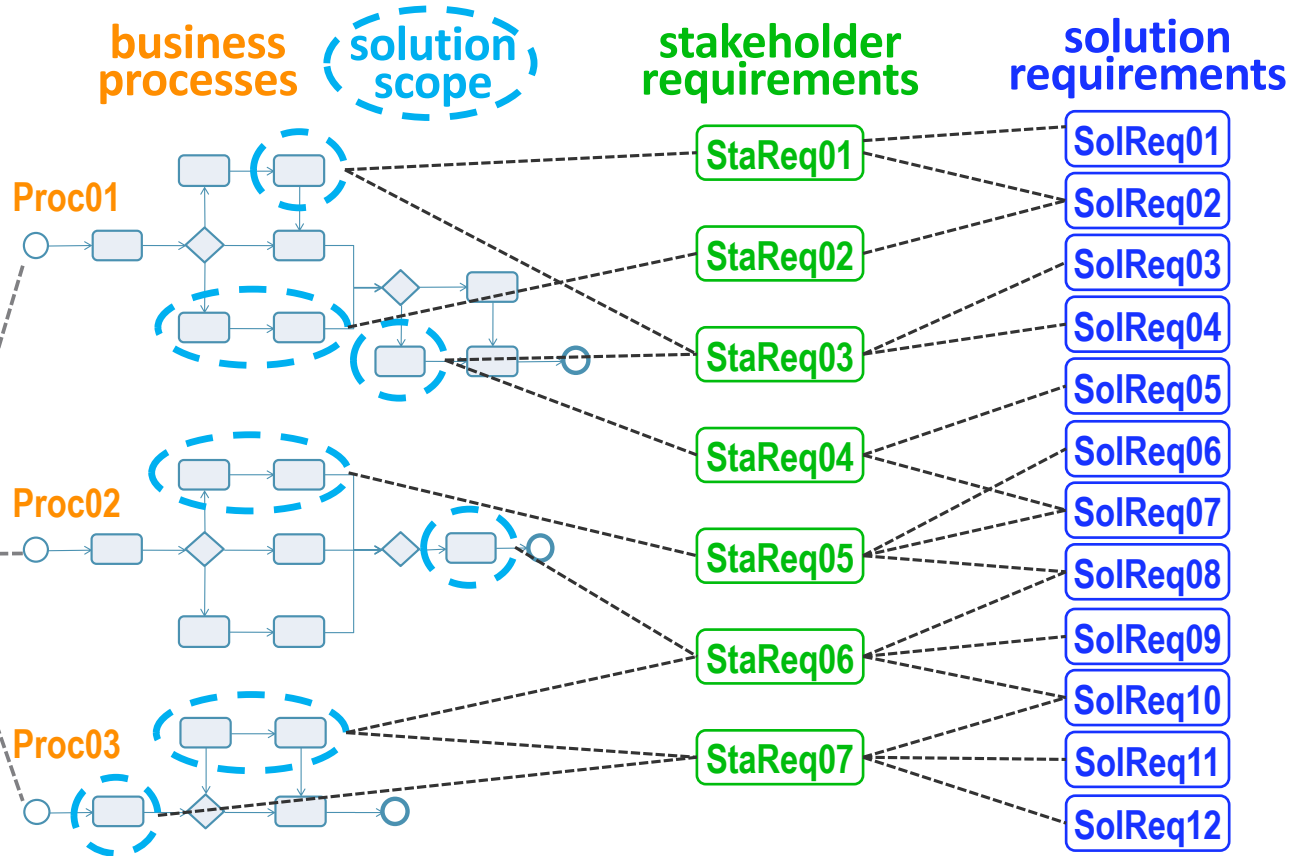 business
processes
solution
scope
stakeholder
requirements
solution
requirements
Proc01
Proc02
Proc03
StaReq01
StaReq02
StaReq03
StaReq04
StaReq05
StaReq06
StaReq07
SolReq01
SolReq02
SolReq03
SolReq04
SolReq05
SolReq06
SolReq07
SolReq08
SolReq09
SolReq10
SolReq11
SolReq12